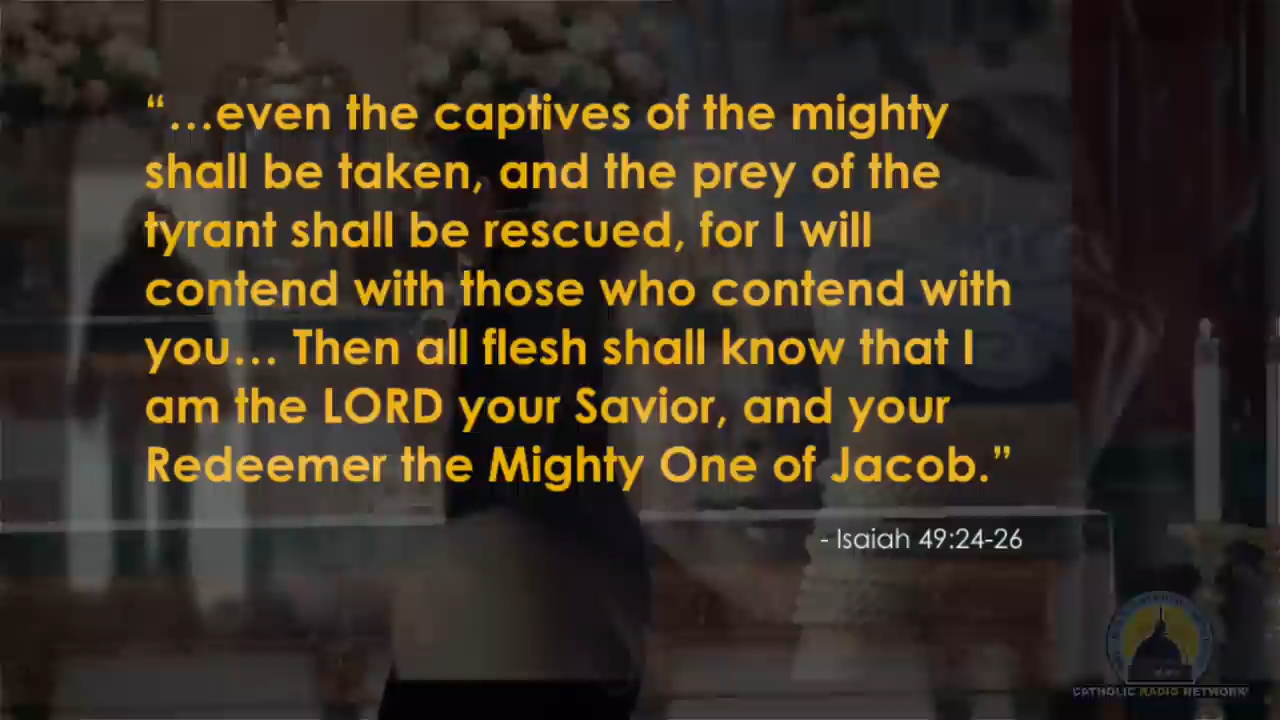 “…even the captives of the mighty
shall be taken, and the prey of the
tyrant shall be rescued, for I will
contend with those who contend with
you… Then all flesh shall know that I
am the LORD your Savior, and your
Redeemer the Mighty One of Jacob.”
- Isaiah 49:24-26
CATHOLIC RADIO NETWORK